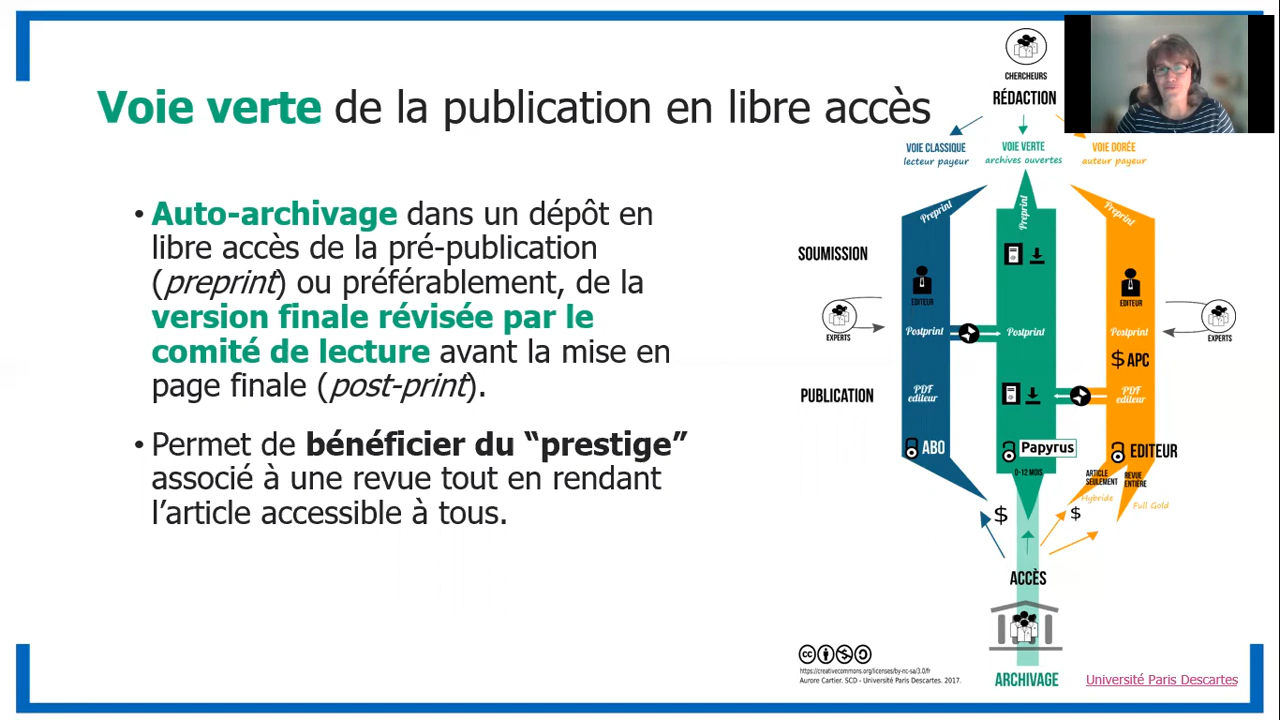 Voie verte de la publication en libre accès
• Auto-archivage dans un dépôt en
libre accès de la pré-publication
(preprint) ou préférablement, de la
version finale révisée par le
comité de lecture avant la mise en
page finale (post-print).
• Permet de bénéficier du “prestige”
associé à une revue tout en rendant
l’article accessible à tous.
CHERCHEURS
RÉDACTION
VOIE CLASSIQUE
lecteur payeur
VOIE VERTE
archives ouvertes
VOIE DORÉE
auteur payeur
Preprint
Preprint
Preprint
SOUMISSION
EDITEUR
EDITEUR
EXPERTS
Postprint
Postprint
Postprint
EXPERTS
$ APC
PUBLICATION
PDF
editeur
PDF
editeur
ABO
Papyrus
EDITEUR
0-12 MOIS
ARTICLE
SEULEMENT
REVUE
ENTIÈRE
Hybride
Full Gold
$
$
ACCÈS
ARCHIVAGE
cc
https://creativecommons.org/licenses/by-nc-sa/3.0/fr
Aurore Cartier. SCD - Université Paris Descartes. 2017.
Université Paris Descartes